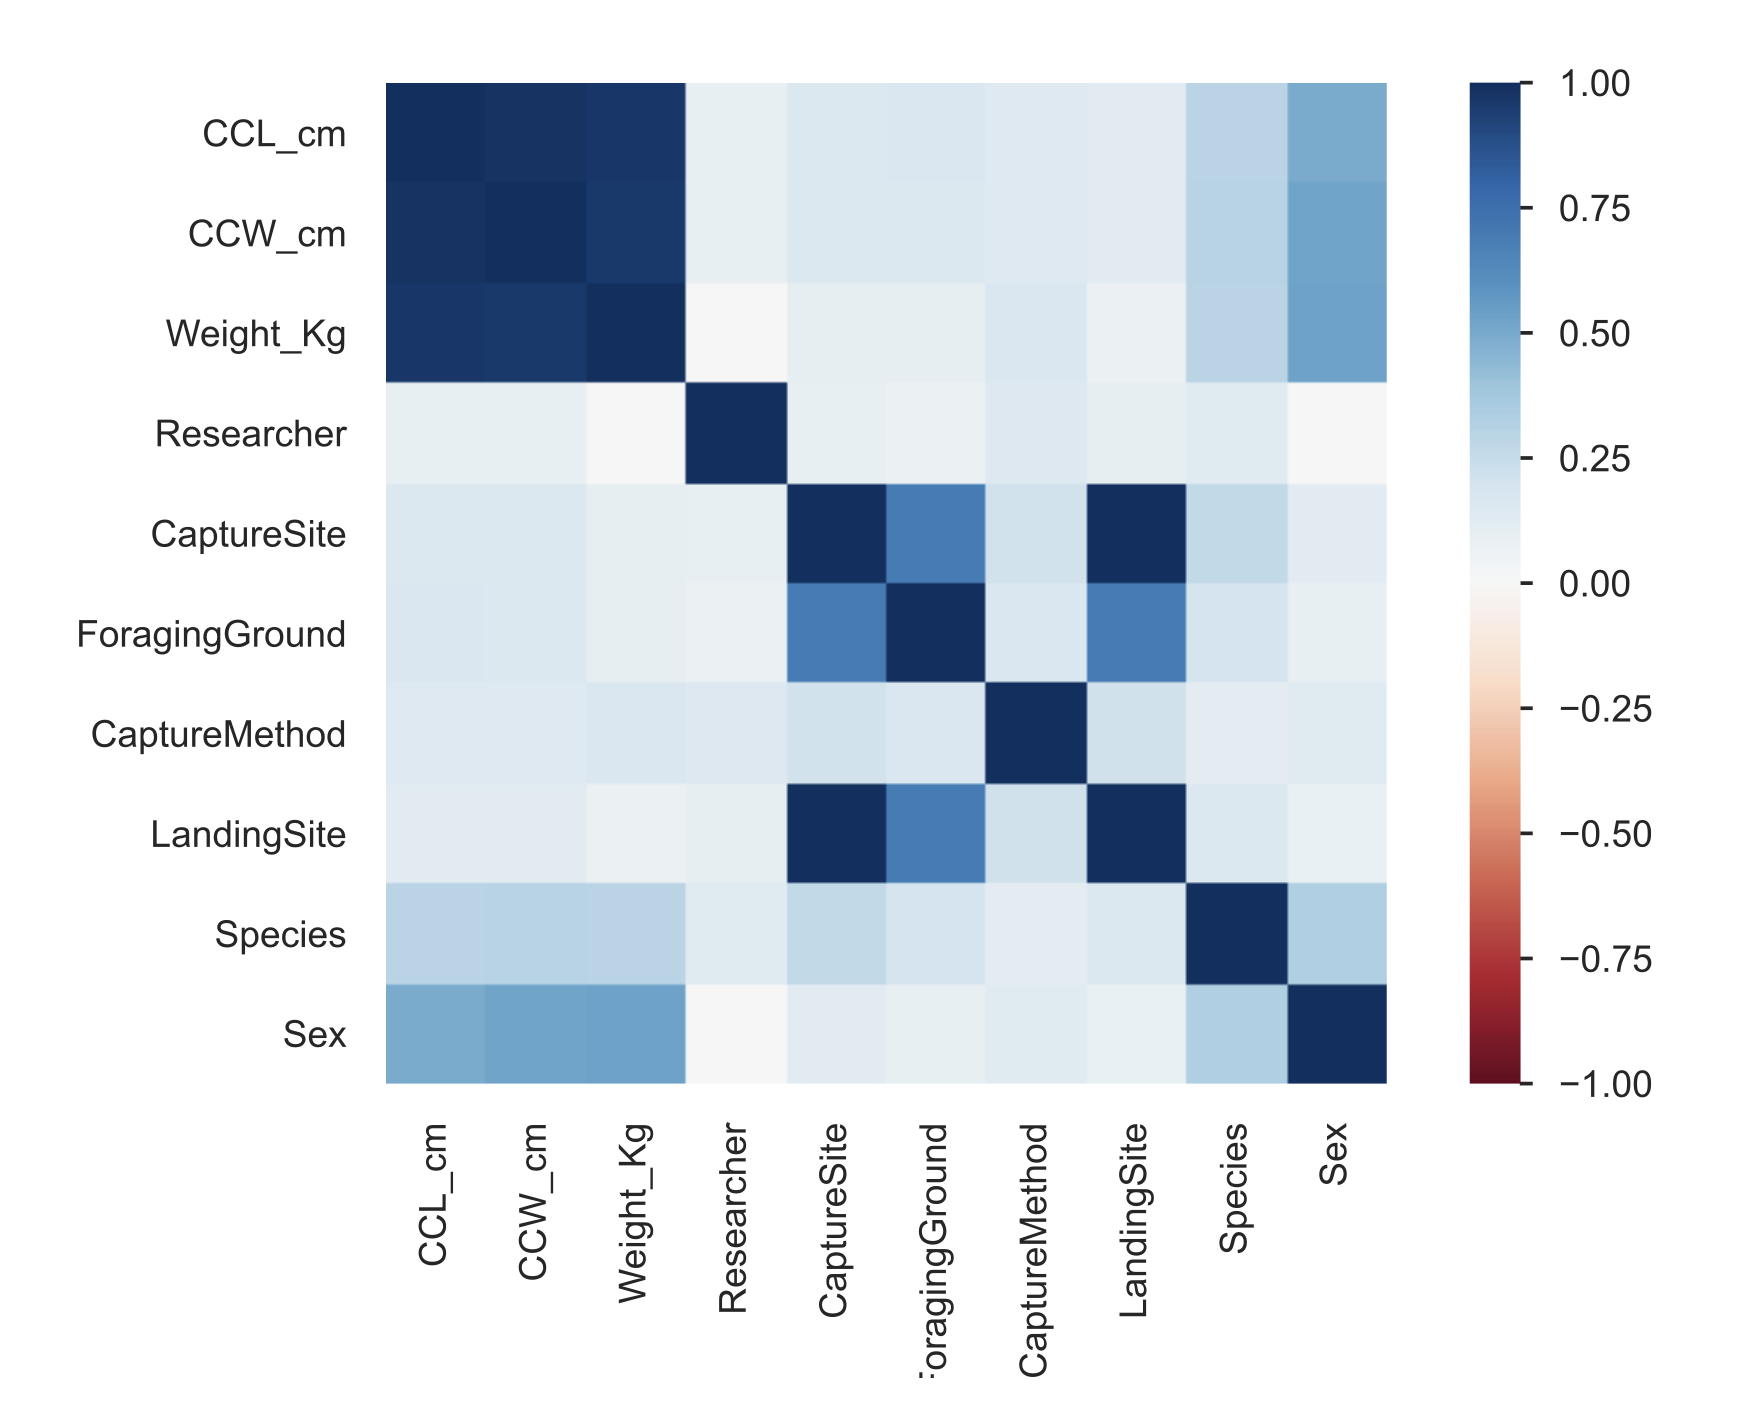 CCL_cm
CCW_cm
Weight_Kg
Researcher
CaptureSite
ForagingGround
CaptureMethod
LandingSite
Species
Sex
CCL_cm
CCW_cm
Weight_Kg
Researcher
CaptureSite
oragingGround
CaptureMethod
LandingSite
Species
Sex
1.00
0.75
0.50
0.25
0.00
−0.25
−0.50
−0.75
−1.00